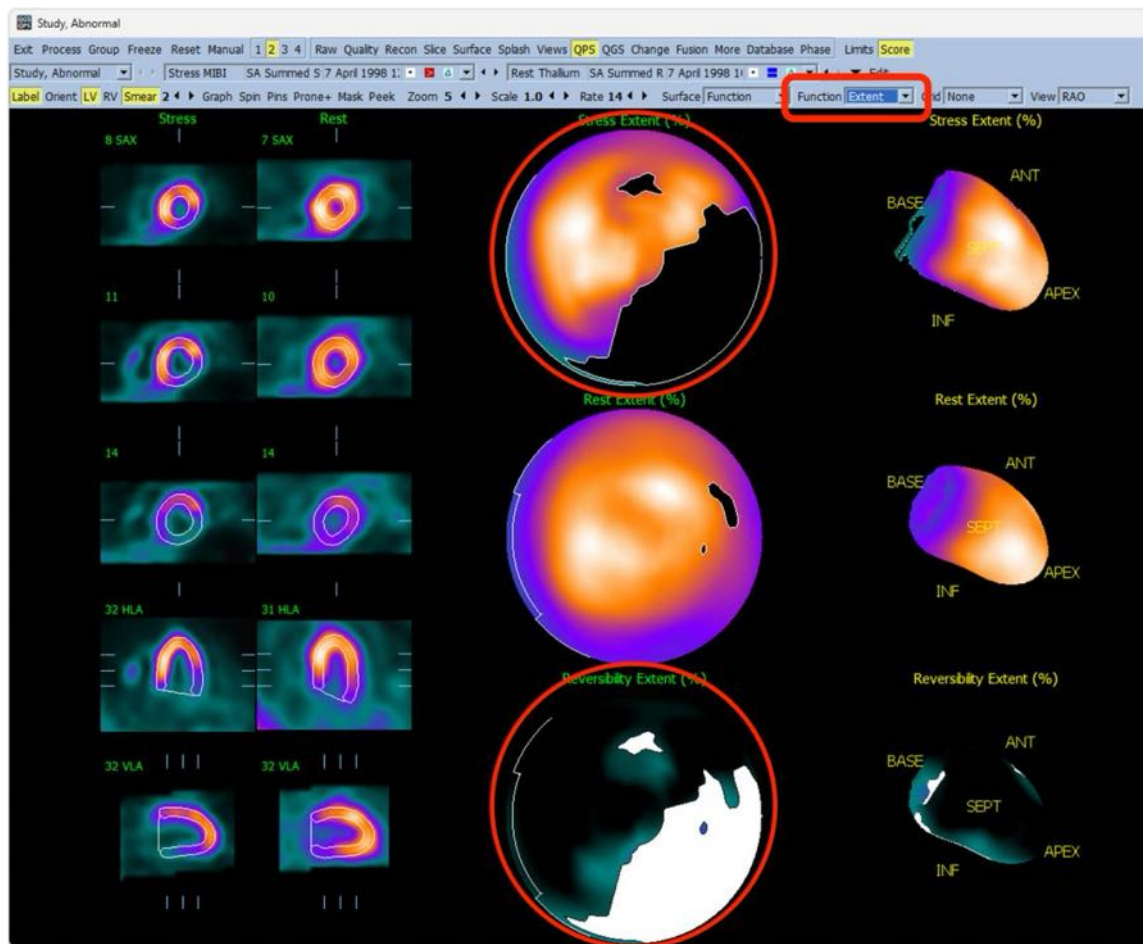 Study, Abnormal
Exit Process Group Freeze Reset Manual 1 2 3 4 Raw Quality Recon Slice Surface Splash Views QPS QGS Change Fusion More Database Phase Limits Score
Study, Abnormal Stress MIBI SA Summed S 7 April 1998 1 Rest Thallium SA Summed R 7 April 1998 1 Edit
Label Orient LV RV Smear 2 Graph Spin Pins Prone+ Mask Peek Zoom 5 Scale 1.0 Rate 14 Surface Function Function Extent Grid None View RAO
Stress Rest Stress Extent (%) Stress Extent (%)
8 SAX 7 SAX
ANT
BASE
SEPT
APEX
INF
11 10
Rest Extent (%) Rest Extent (%)
14 14
ANT
BASE
SEPT
APEX
INF
32 HLA 31 HLA
Reversibility Extent (%) Reversibility Extent (%)
ANT
BASE
32 VLA 32 VLA
SEPT
APEX
INF